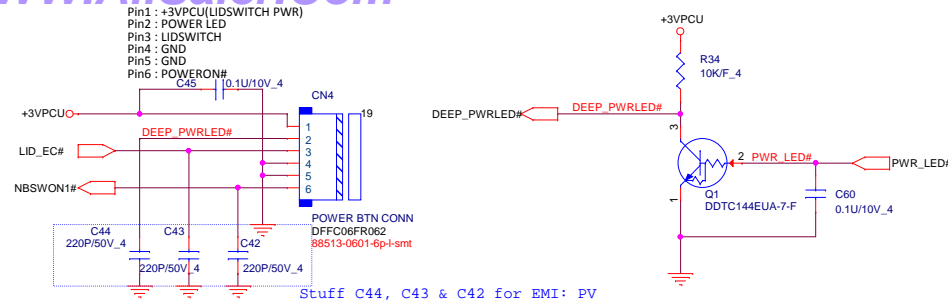 Pin1 : +3VPCU(LIDSWITCH PWR)
Pin2 : POWER LED
Pin3 : LIDSWITCH
Pin4 : GND
Pin5 : GND
Pin6 : POWERON#
C45
0.1U/10V_4
CN4
19
+3VPCU
DEEP_PWRLED#
LID_EC#
NBSWON1#
1
2
3
4
5
6
POWER BTN CONN
DFFC06FR062
88513-0601-6p-l-smt
C44
220P/50V_4
C43
220P/50V_4
C42
220P/50V_4
Stuff C44, C43 & C42 for EMI: PV
+3VPCU
R34
10K/F_4
DEEP_PWRLED#
DEEP_PWRLED#
3
2
PWR_LED#
PWR_LED#
1
Q1
DDTC144EUA-7-F
C60
0.1U/10V_4